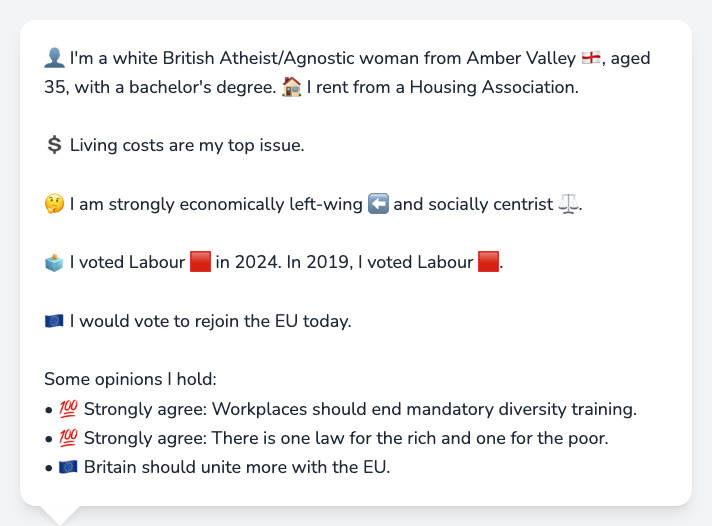 👤 I'm a white British Atheist/Agnostic woman from Amber Valley 🏴󠁧󠁢󠁥󠁮󠁧󠁿, aged
35, with a bachelor's degree. 🏠 I rent from a Housing Association.
💲 Living costs are my top issue.
🤔 I am strongly economically left-wing ⬅️ and socially centrist ⚖️.
🗳️ I voted Labour 🟥 in 2024. In 2019, I voted Labour 🟥.
🇪🇺 I would vote to rejoin the EU today.
Some opinions I hold:
• 💯 Strongly agree: Workplaces should end mandatory diversity training.
• 💯 Strongly agree: There is one law for the rich and one for the poor.
• 🇪🇺 Britain should unite more with the EU.